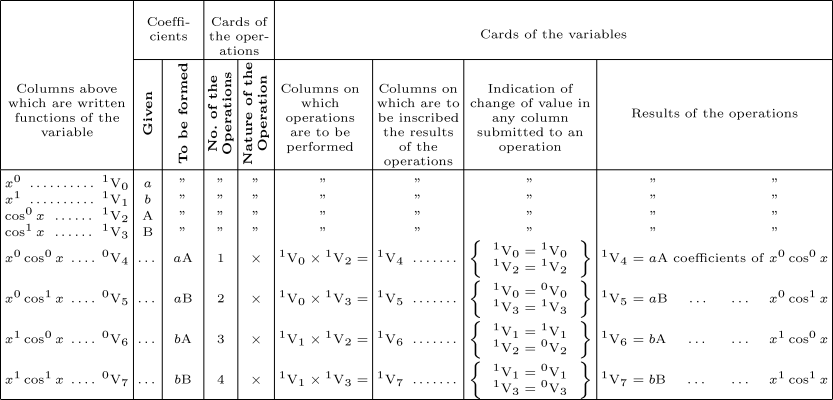 Coeffi-
cients
Cards of
the oper-
ations
Cards of the variables
Columns above
which are written
functions of the
variable
Given
To be formed
No. of the
Operations
Nature of the
Operation
Columns on
which
operations
are to be
performed
Columns on
which are to
be inscribed
the results
of the
operations
Indication of
change of value in
any column
submitted to an
operation
Results of the operations
x⁰ .......... ¹V₀ a " " " " " " " "
x¹ .......... ¹V₁ b " " " " " " " "
cos⁰ x ...... ¹V₂ A " " " " " " " "
cos¹ x ...... ¹V₃ B " " " " " " " "
x⁰ cos⁰ x .... ⁰V₄ ... aA 1 × ¹V₀ × ¹V₂ = ¹V₄ ....... { ¹V₀ = ¹V₀
¹V₂ = ¹V₂ } ¹V₄ = aA coefficients of x⁰ cos⁰ x
x⁰ cos¹ x .... ⁰V₅ ... aB 2 × ¹V₀ × ¹V₃ = ¹V₅ ....... { ¹V₀ = ⁰V₀
¹V₃ = ¹V₃ } ¹V₅ = aB ... ... x⁰ cos¹ x
x¹ cos⁰ x .... ⁰V₆ ... bA 3 × ¹V₁ × ¹V₂ = ¹V₆ ....... { ¹V₁ = ¹V₁
¹V₂ = ⁰V₂ } ¹V₆ = bA ... ... x¹ cos⁰ x
x¹ cos¹ x .... ⁰V₇ ... bB 4 × ¹V₁ × ¹V₃ = ¹V₇ ....... { ¹V₁ = ⁰V₁
¹V₃ = ⁰V₃ } ¹V₇ = bB ... ... x¹ cos¹ x